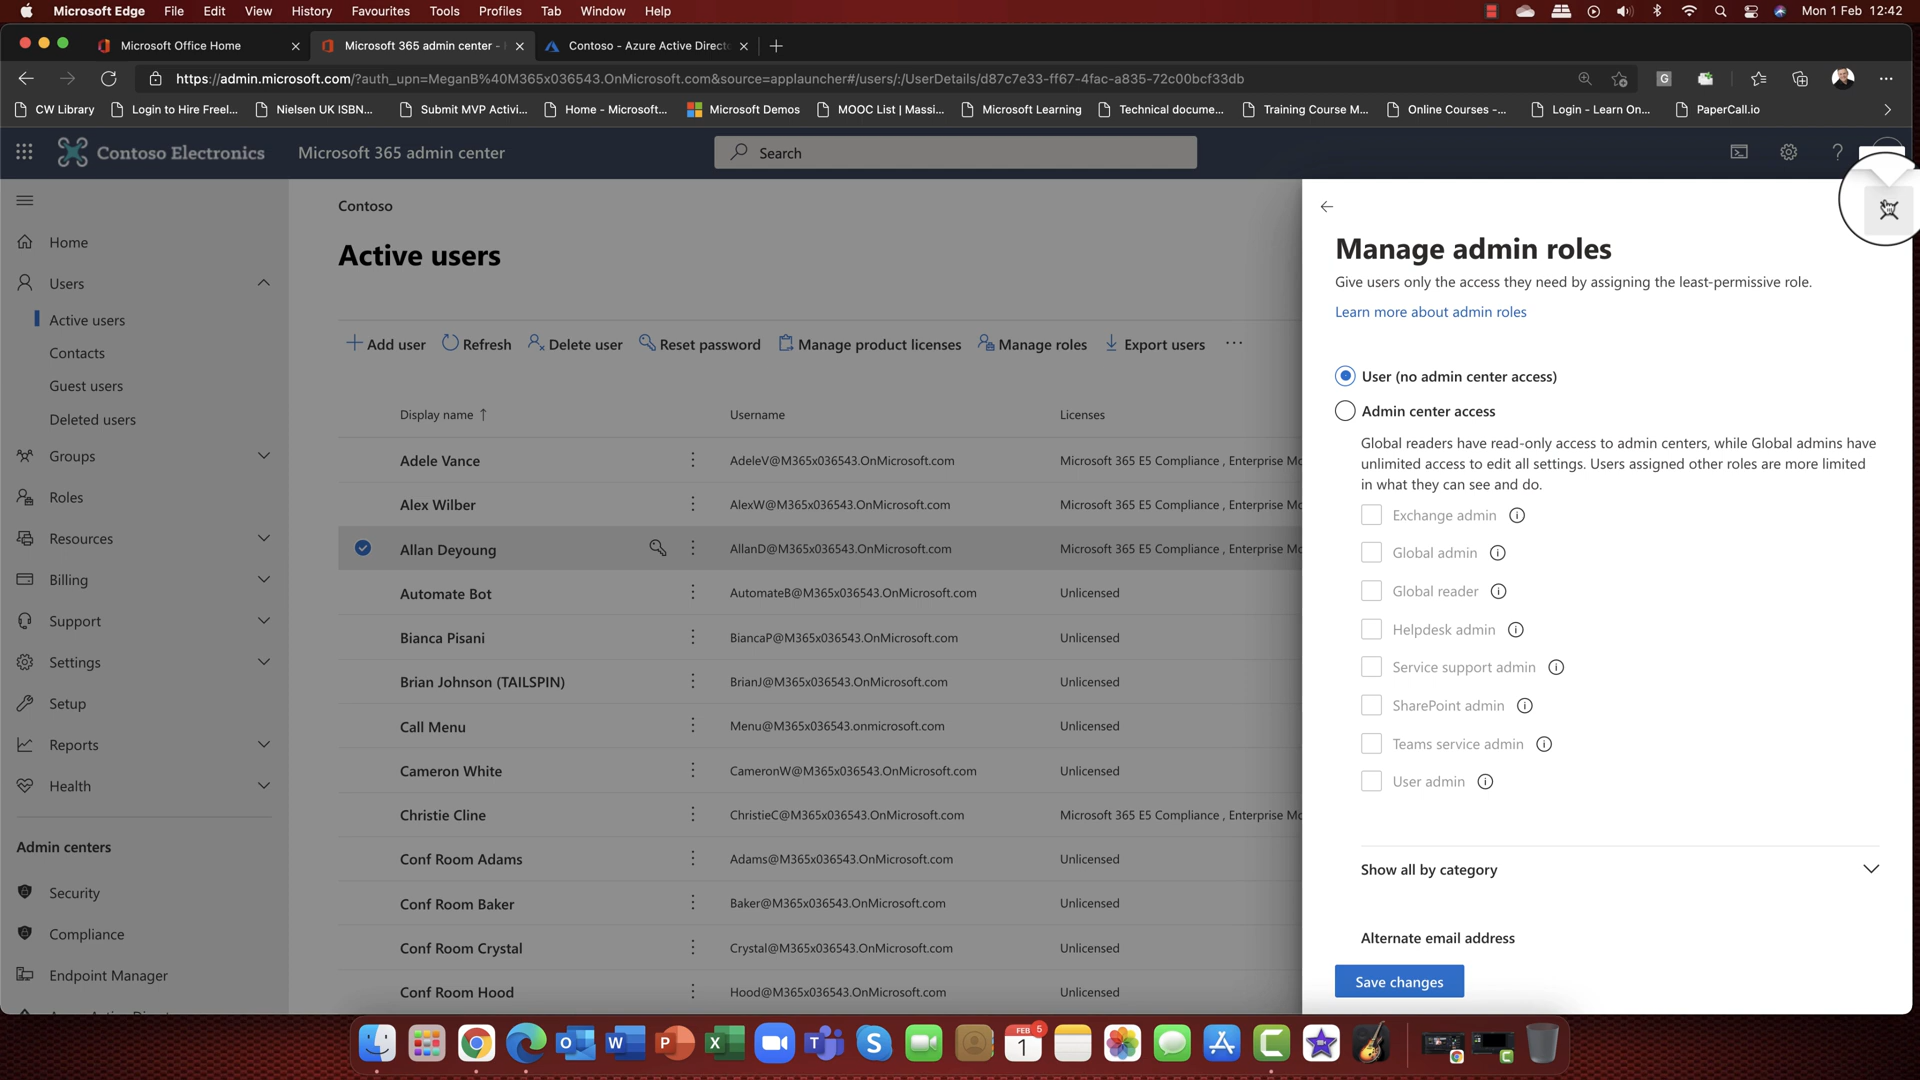 Microsoft Edge File Edit View History Favourites Tools Profiles Tab Window Help Mon 1 Feb 12:42
Microsoft Office Home Microsoft 365 admin center - Contoso - Azure Active Direct
https://admin.microsoft.com/?auth_upn=MeganB%40M365x036543.OnMicrosoft.com&source=applauncher#/users/:/UserDetails/d87c7e33-ff67-4fac-a835-72c00bcf33db
CW Library Login to Hire Freel... Nielsen UK ISBN... Submit MVP Activi... Home - Microsoft... Microsoft Demos MOOC List | Massi... Microsoft Learning Technical docume... Training Course M... Online Courses -... Login - Learn On... PaperCall.io
Contoso Electronics Microsoft 365 admin center Search ?
Home
Users
Active users
Contacts
Guest users
Deleted users
Groups
Roles
Resources
Billing
Support
Settings
Setup
Reports
Health
Admin centers
Security
Compliance
Endpoint Manager
Contoso
Active users
Add user Refresh Delete user Reset password Manage product licenses Manage roles Export users ...
Display name ↑ Username Licenses
Adele Vance AdeleV@M365x036543.OnMicrosoft.com Microsoft 365 E5 Compliance , Enterprise Mo
Alex Wilber AlexW@M365x036543.OnMicrosoft.com Microsoft 365 E5 Compliance , Enterprise Mo
Allan Deyoung AllanD@M365x036543.OnMicrosoft.com Microsoft 365 E5 Compliance , Enterprise Mo
Automate Bot AutomateB@M365x036543.OnMicrosoft.com Unlicensed
Bianca Pisani BiancaP@M365x036543.OnMicrosoft.com Unlicensed
Brian Johnson (TAILSPIN) BrianJ@M365x036543.OnMicrosoft.com Unlicensed
Call Menu Menu@M365x036543.onmicrosoft.com Unlicensed
Cameron White CameronW@M365x036543.OnMicrosoft.com Unlicensed
Christie Cline ChristieC@M365x036543.OnMicrosoft.com Microsoft 365 E5 Compliance , Enterprise Mo
Conf Room Adams Adams@M365x036543.OnMicrosoft.com Unlicensed
Conf Room Baker Baker@M365x036543.OnMicrosoft.com Unlicensed
Conf Room Crystal Crystal@M365x036543.OnMicrosoft.com Unlicensed
Conf Room Hood Hood@M365x036543.OnMicrosoft.com Unlicensed
Manage admin roles
Give users only the access they need by assigning the least-permissive role.
Learn more about admin roles
User (no admin center access)
Admin center access
Global readers have read-only access to admin centers, while Global admins have
unlimited access to edit all settings. Users assigned other roles are more limited
in what they can see and do.
Exchange admin
Global admin
Global reader
Helpdesk admin
Service support admin
SharePoint admin
Teams service admin
User admin
Show all by category
Alternate email address
Save changes
FEB 5
1